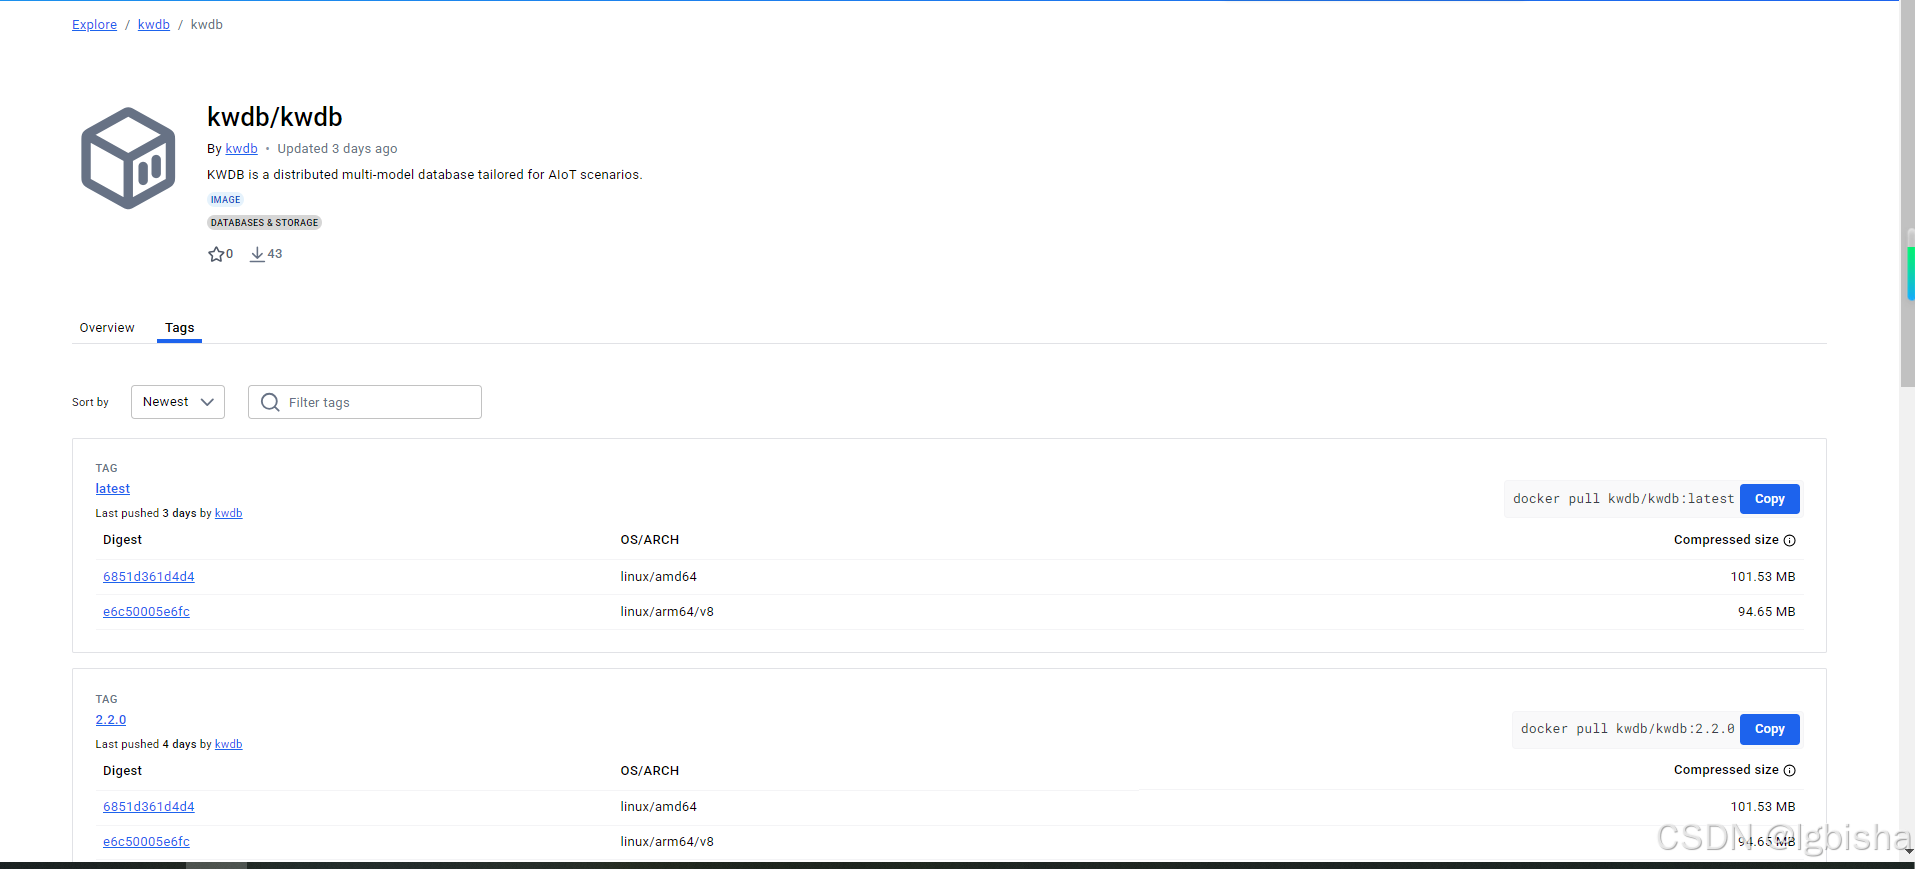 Explore / kwdb / kwdb
kwdb/kwdb
By kwdb • Updated 3 days ago
KWDB is a distributed multi-model database tailored for AIoT scenarios.
IMAGE
DATABASES & STORAGE
0 43
Overview Tags
Sort by Newest Filter tags
TAG
latest
docker pull kwdb/kwdb:latest Copy
Last pushed 3 days by kwdb
Digest OS/ARCH Compressed size
6851d361d4d4 linux/amd64 101.53 MB
e6c50005e6fc linux/arm64/v8 94.65 MB
TAG
2.2.0
docker pull kwdb/kwdb:2.2.0 Copy
Last pushed 4 days by kwdb
Digest OS/ARCH Compressed size
6851d361d4d4 linux/amd64 101.53 MB
e6c50005e6fc linux/arm64/v8 94.65 MB
CSDN @lgbisha